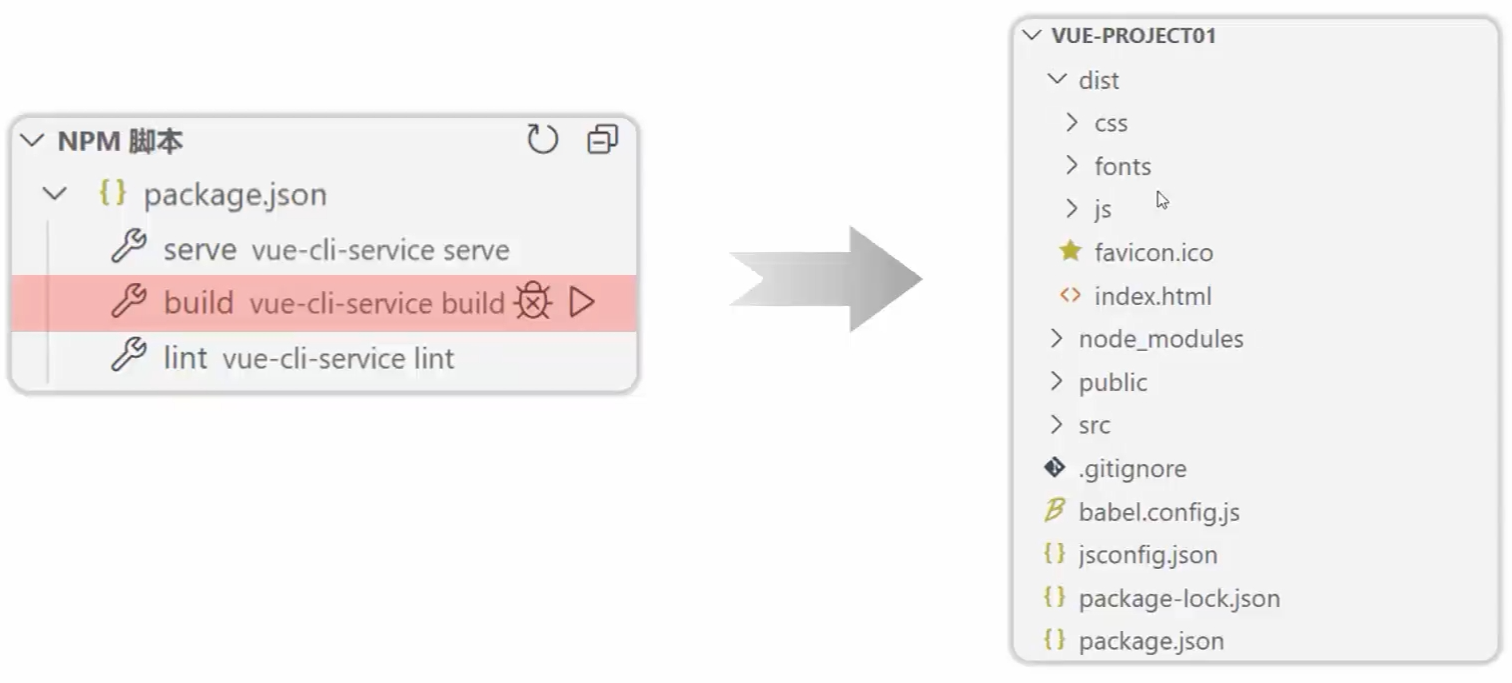 NPM 脚本
package.json
serve vue-cli-service serve
build vue-cli-service build
lint vue-cli-service lint
VUE-PROJECT01
dist
css
fonts
js
favicon.ico
index.html
node_modules
public
src
.gitignore
babel.config.js
jsconfig.json
package-lock.json
package.json